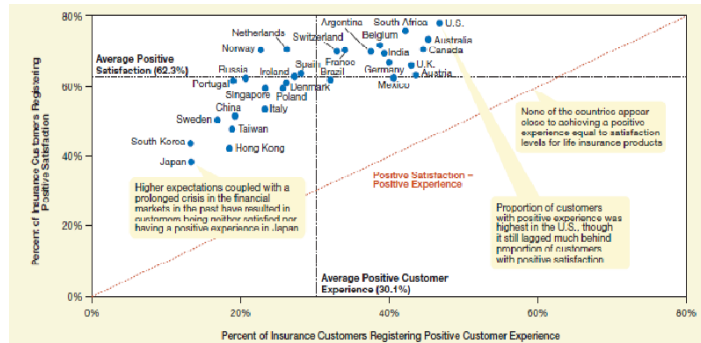 80%
60%
40%
20%
0%
Percent of Insurance Customers Registering
Positive Satisfaction
Average Positive
Satisfaction (62.3%)
Argentina
South Africa
U.S.
Netherlands
Switzerland
Belgium
Australia
Norway
India
Canada
France
Spain
Russia
Ireland
Germany
U.K.
Portugal
Brazil
Austria
Denmark
Mexico
Singapore
Poland
China
Italy
Sweden
Taiwan
South Korea
Hong Kong
Japan
None of the countries appear
close to achieving a positive
experience equal to satisfaction
levels for life insurance products
Positive Satisfaction =
Positive Experience
Higher expectations coupled with a
prolonged crisis in the financial
markets in the past have resulted in
customers being neither satisfied nor
having a positive experience in Japan
Proportion of customers
with positive experience was
highest in the U.S., though
it still lagged much behind
proportion of customers
with positive satisfaction
Average Positive Customer
Experience (30.1%)
0%
20%
40%
60%
80%
Percent of Insurance Customers Registering Positive Customer Experience